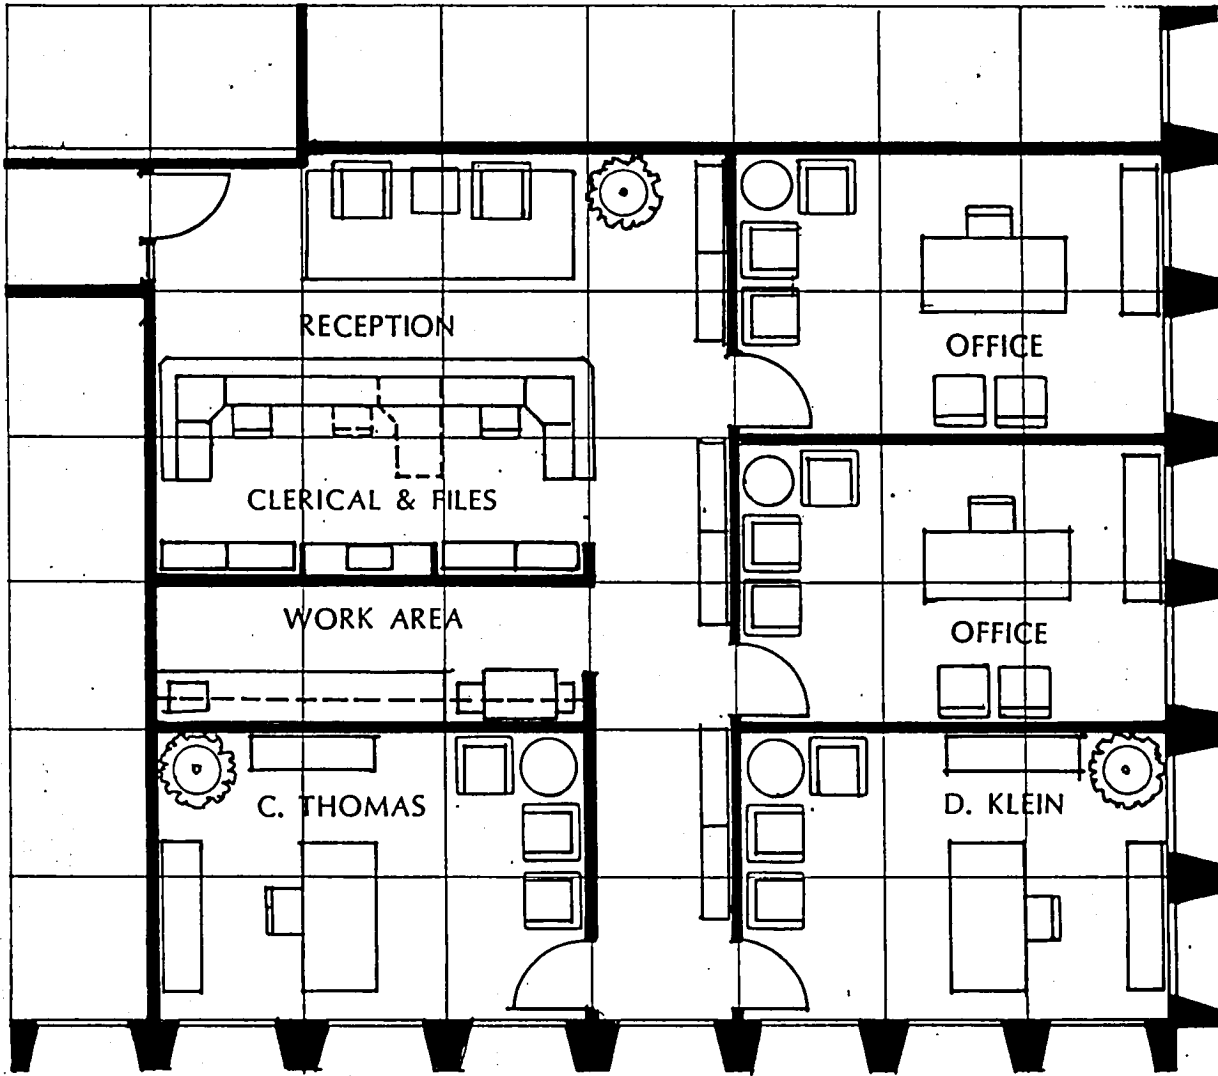 RECEPTION
OFFICE
CLERICAL & FILES
WORK AREA
OFFICE
C. THOMAS
D. KLEIN